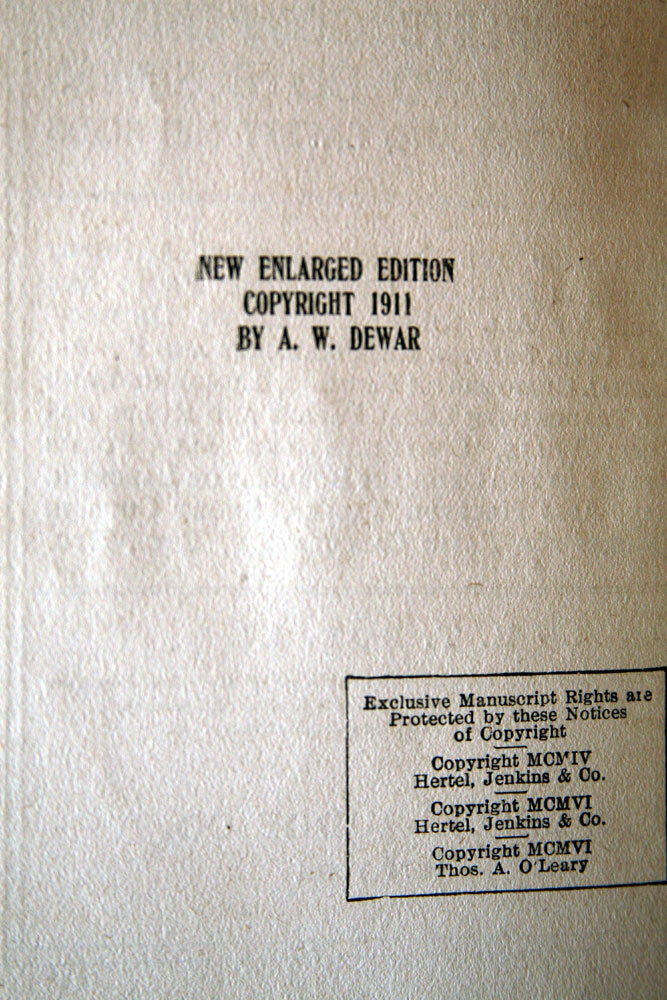 NEW ENLARGED EDITION
COPYRIGHT 1911
BY A. W. DEWAR
Exclusive Manuscript Rights are
Protected by these Notices
of Copyright
Copyright MCMIV
Hertel, Jenkins & Co.
Copyright MCMVI
Hertel, Jenkins & Co.
Copyright MCMVI
Thos. A. O'Leary